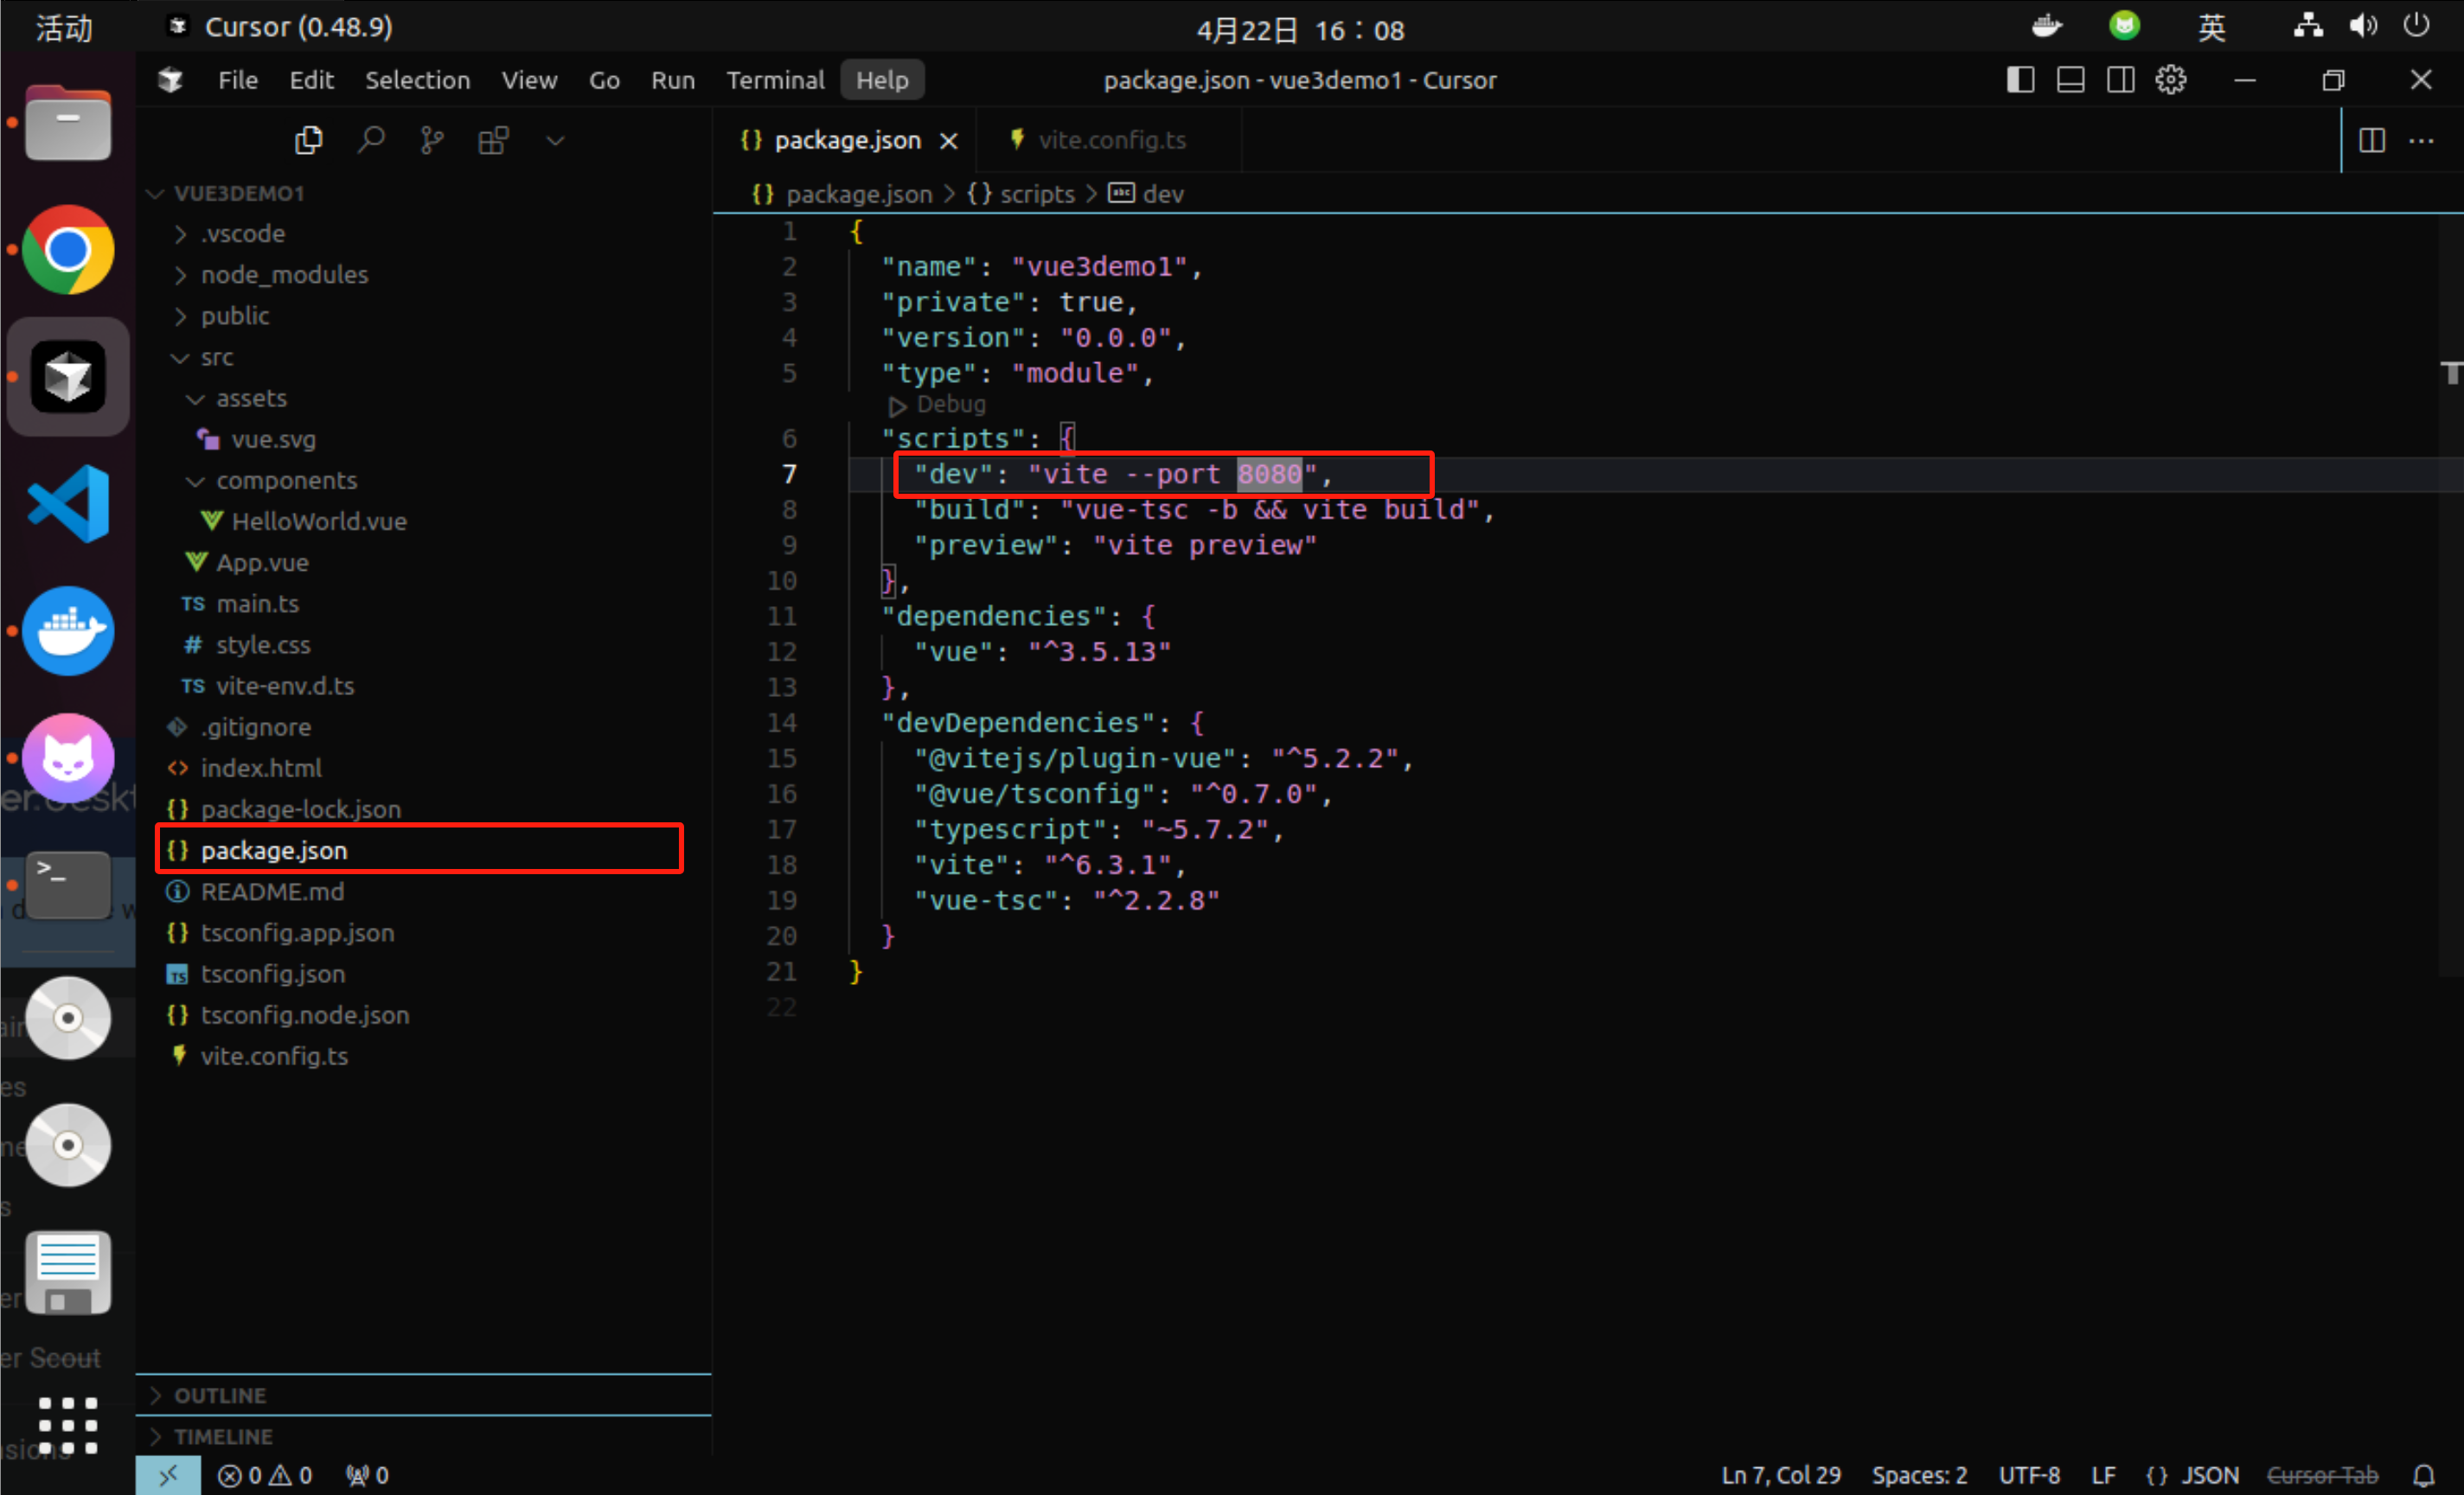 活动
Cursor (0.48.9)
4月22日 16：08
英
File Edit Selection View Go Run Terminal Help
package.json - vue3demo1 - Cursor
package.json
vite.config.ts
package.json > {} scripts > abc dev
VUE3DEMO1
.vscode
node_modules
public
src
assets
vue.svg
components
HelloWorld.vue
App.vue
TS main.ts
# style.css
TS vite-env.d.ts
.gitignore
<> index.html
{} package-lock.json
{} package.json
README.md
{} tsconfig.app.json
TS tsconfig.json
{} tsconfig.node.json
vite.config.ts
OUTLINE
TIMELINE
1 {
2 "name": "vue3demo1",
3 "private": true,
4 "version": "0.0.0",
5 "type": "module",
Debug
6 "scripts": {
7 "dev": "vite --port 8080",
8 "build": "vue-tsc -b && vite build",
9 "preview": "vite preview"
10 },
11 "dependencies": {
12 "vue": "^3.5.13"
13 },
14 "devDependencies": {
15 "@vitejs/plugin-vue": "^5.2.2",
16 "@vue/tsconfig": "^0.7.0",
17 "typescript": "~5.7.2",
18 "vite": "^6.3.1",
19 "vue-tsc": "^2.2.8"
20 }
21 }
22
er Scout
0 0 0
Ln 7, Col 29 Spaces: 2 UTF-8 LF {} JSON Cursor Tab